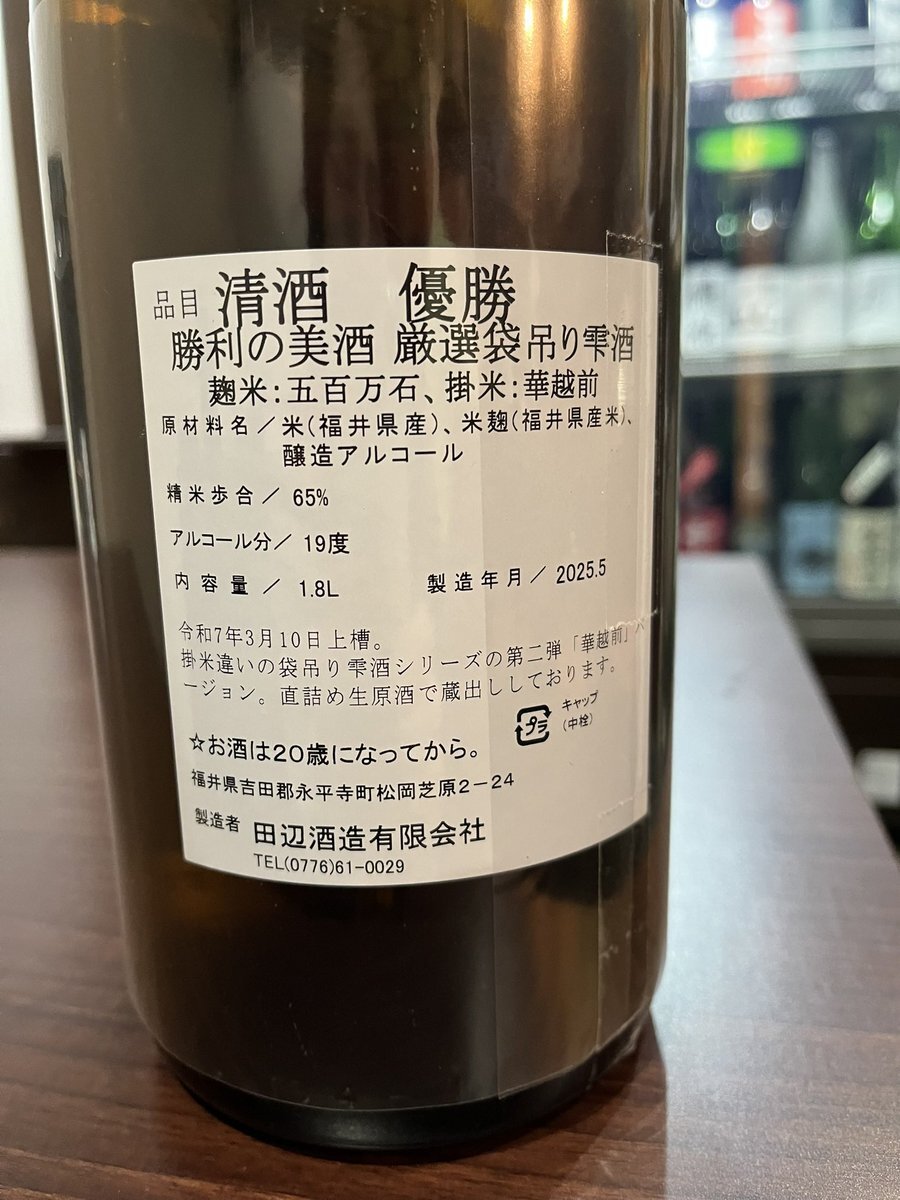 品目 清酒 優勝
勝利の美酒 厳選袋吊り雫酒
麹米:五百万石、掛米:華越前
原材料名/米(福井県産)、米麹(福井県産米)、
醸造アルコール
精米歩合/ 65%
アルコール分/ 19度
内容量/ 1.8L 製造年月/ 2025.5
令和7年3月10日上槽。
掛米違いの袋吊り雫酒シリーズの第二弾「華越前」バ
ージョン。直詰め生原酒で蔵出ししております。
プラ キャップ
(中栓)
☆お酒は20歳になってから。
福井県吉田郡永平寺町松岡芝原2-24
製造者 田辺酒造有限会社
TEL(0776)61-0029